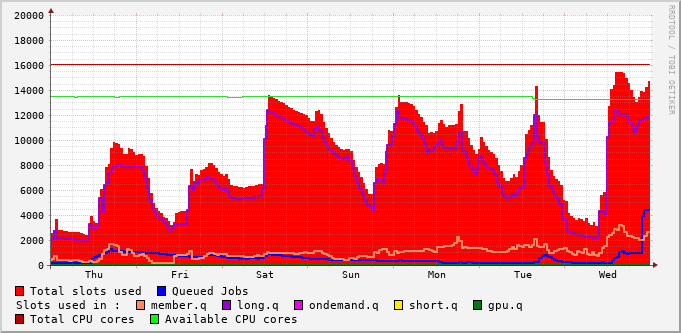 RRDTOOL / TOBI OETIKER
20000
18000
16000
14000
12000
10000
8000
6000
4000
2000
0
Thu Fri Sat Sun Mon Tue Wed
Total slots used Queued Jobs
Slots used in : member.q long.q ondemand.q short.q gpu.q
Total CPU cores Available CPU cores